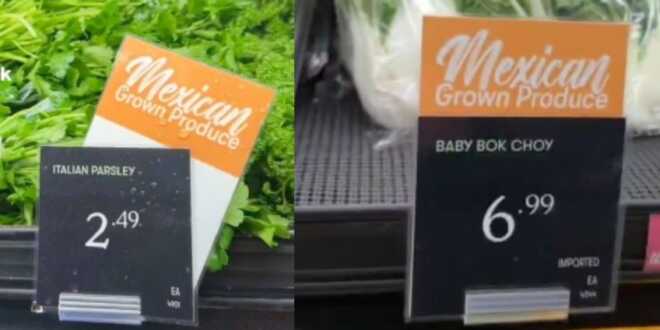 k
Mexican
Grown Produce
ITALIAN PARSLEY
2.49
EA
Mexican
Grown Produce
BABY BOK CHOY
6.99
IMPORTED
EA